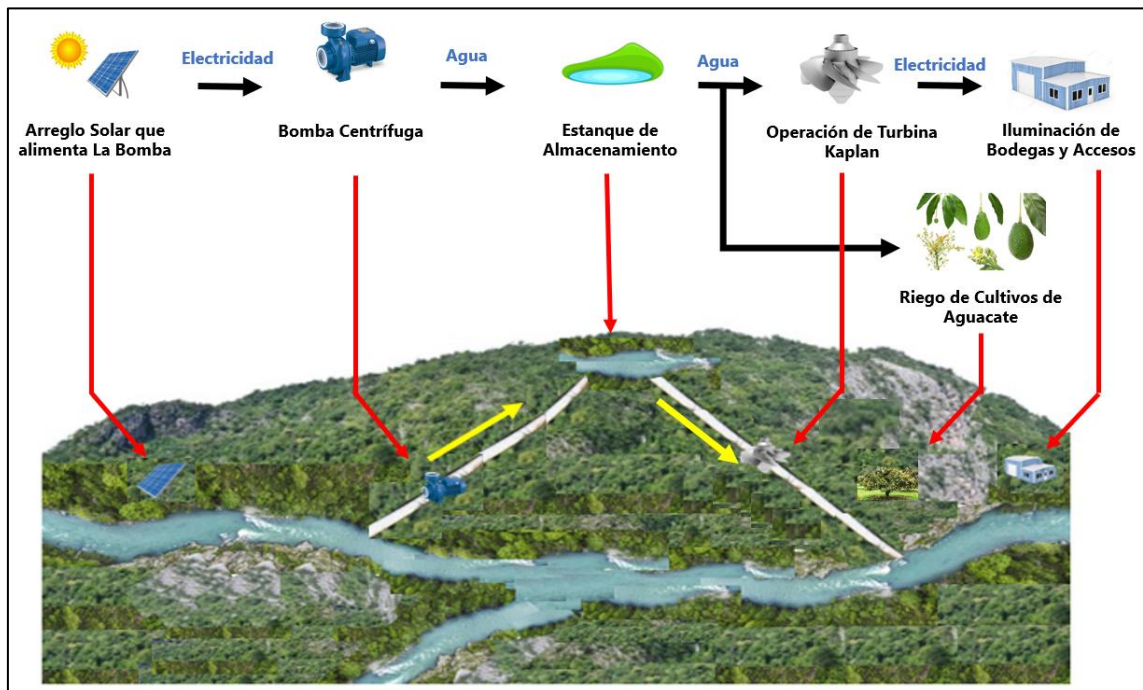 Electricidad
Agua
Agua
Electricidad
Arreglo Solar que
alimenta La Bomba
Bomba Centrífuga
Estanque de
Almacenamiento
Operación de Turbina
Kaplan
Iluminación de
Bodegas y Accesos
Riego de Cultivos de
Aguacate